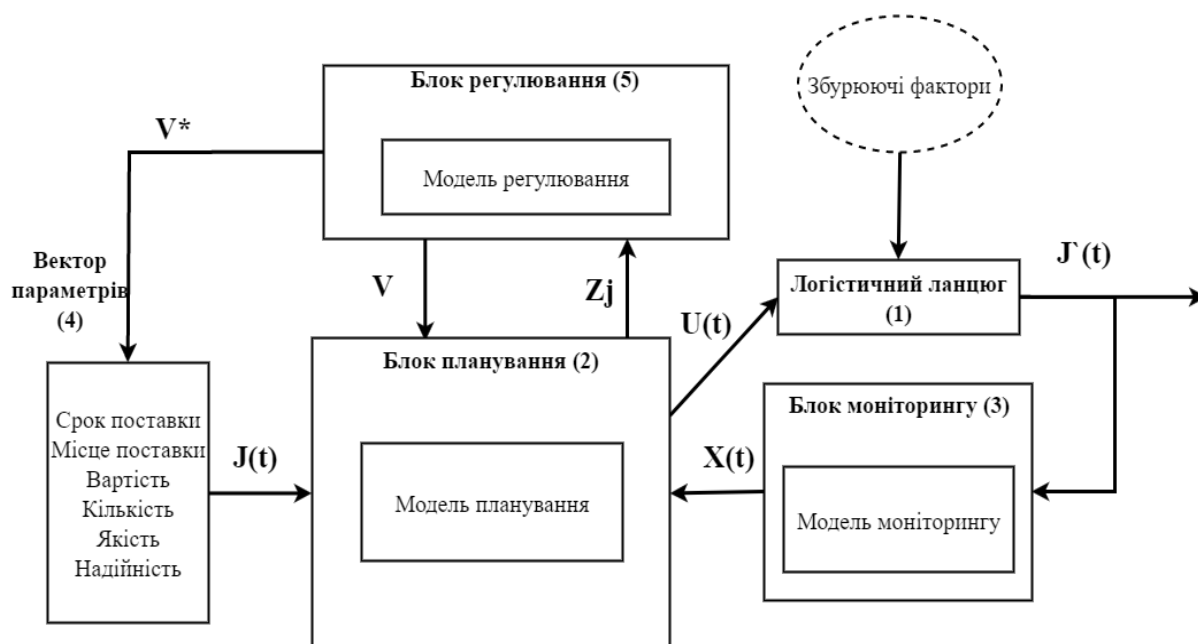 Блок регулювання (5)
Модель регулювання
Збурюючі фактори
V*
Вектор
параметрів
(4)
V
Zj
U(t)
Логістичний ланцюг
(1)
J`(t)
Срок поставки
Місце поставки
Вартість
Кількість
Якість
Надійність
J(t)
Блок планування (2)
Модель планування
X(t)
Блок моніторингу (3)
Модель моніторингу